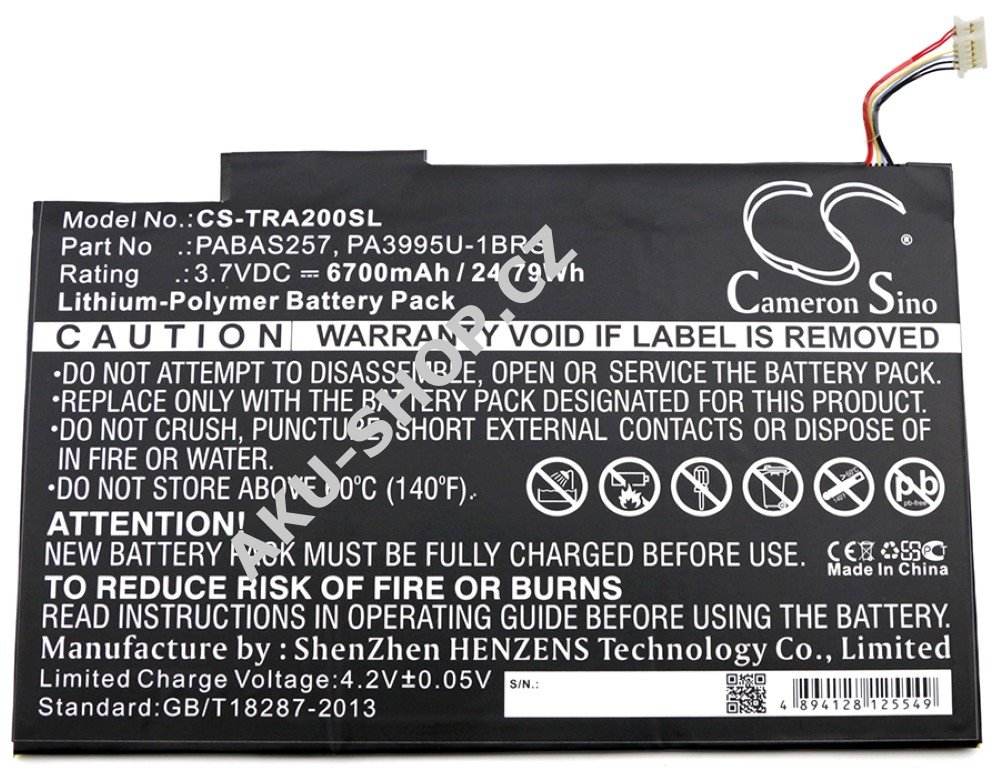 Model No.:CS-TRA200SL
Part No :PABAS257, PA3995U-1BRS
Rating :3.7VDC ⎓ 6700mAh / 24.79Wh
Lithium-Polymer Battery Pack
CS
®
Cameron Sino
CAUTION WARRANTY VOID IF LABEL IS REMOVED
•DO NOT ATTEMPT TO DISASSEMBLE, OPEN OR SERVICE THE BATTERY PACK.
•REPLACE ONLY WITH THE BATTERY PACK DESIGNATED FOR THIS PRODUCT.
•DO NOT CRUSH, PUNCTURE, SHORT EXTERNAL CONTACTS OR DISPOSE
IN FIRE OR WATER.
•DO NOT STORE ABOVE 60°C (140°F).
pb
pb-free
ATTENTION!
NEW BATTERY PACK MUST BE FULLY CHARGED BEFORE USE.
TO REDUCE RISK OF FIRE OR BURNS
READ INSTRUCTIONS IN OPERATING GUIDE BEFORE USING THE BATTERY.
CE
Made In China
Manufacture by : ShenZhen HENZENS Technology Co., Limited
Limited Charge Voltage:4.2V±0.05V
Standard:GB/T18287-2013
S/N.:
4 894128 125549
AKU-SHOP.CZ